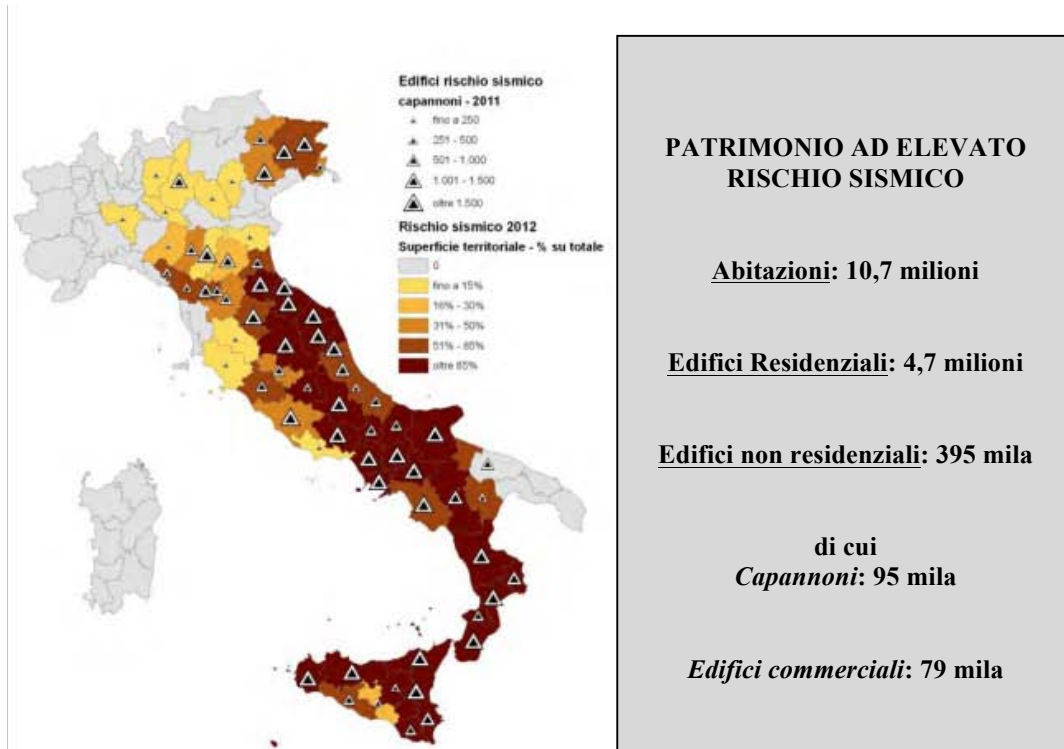 Edifici rischio sismico
capannoni - 2011
fino a 250
251 - 500
501 - 1.000
1.001 - 1.500
oltre 1.500
Rischio sismico 2012
Superficie territoriale - % su totale
0
fino a 15%
16% - 30%
31% - 50%
51% - 85%
oltre 85%
PATRIMONIO AD ELEVATO
RISCHIO SISMICO
Abitazioni: 10,7 milioni
Edifici Residenziali: 4,7 milioni
Edifici non residenziali: 395 mila
di cui
Capannoni: 95 mila
Edifici commerciali: 79 mila